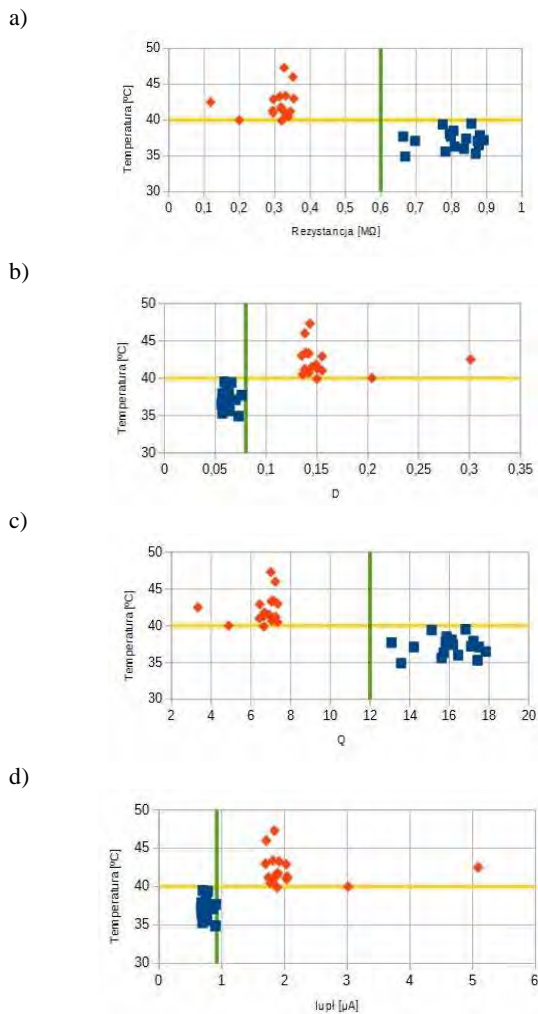 a)
Temperatura [ºC]
50
45
40
35
30
0 0,1 0,2 0,3 0,4 0,5 0,6 0,7 0,8 0,9 1
Rezystancja [MΩ]
b)
Temperatura [ºC]
50
45
40
35
30
0 0,05 0,1 0,15 0,2 0,25 0,3 0,35
D
c)
Temperatura [ºC]
50
45
40
35
30
2 4 6 8 10 12 14 16 18 20
Q
d)
Temperatura [ºC]
50
45
40
35
30
0 1 2 3 4 5 6
Iupł [µA]